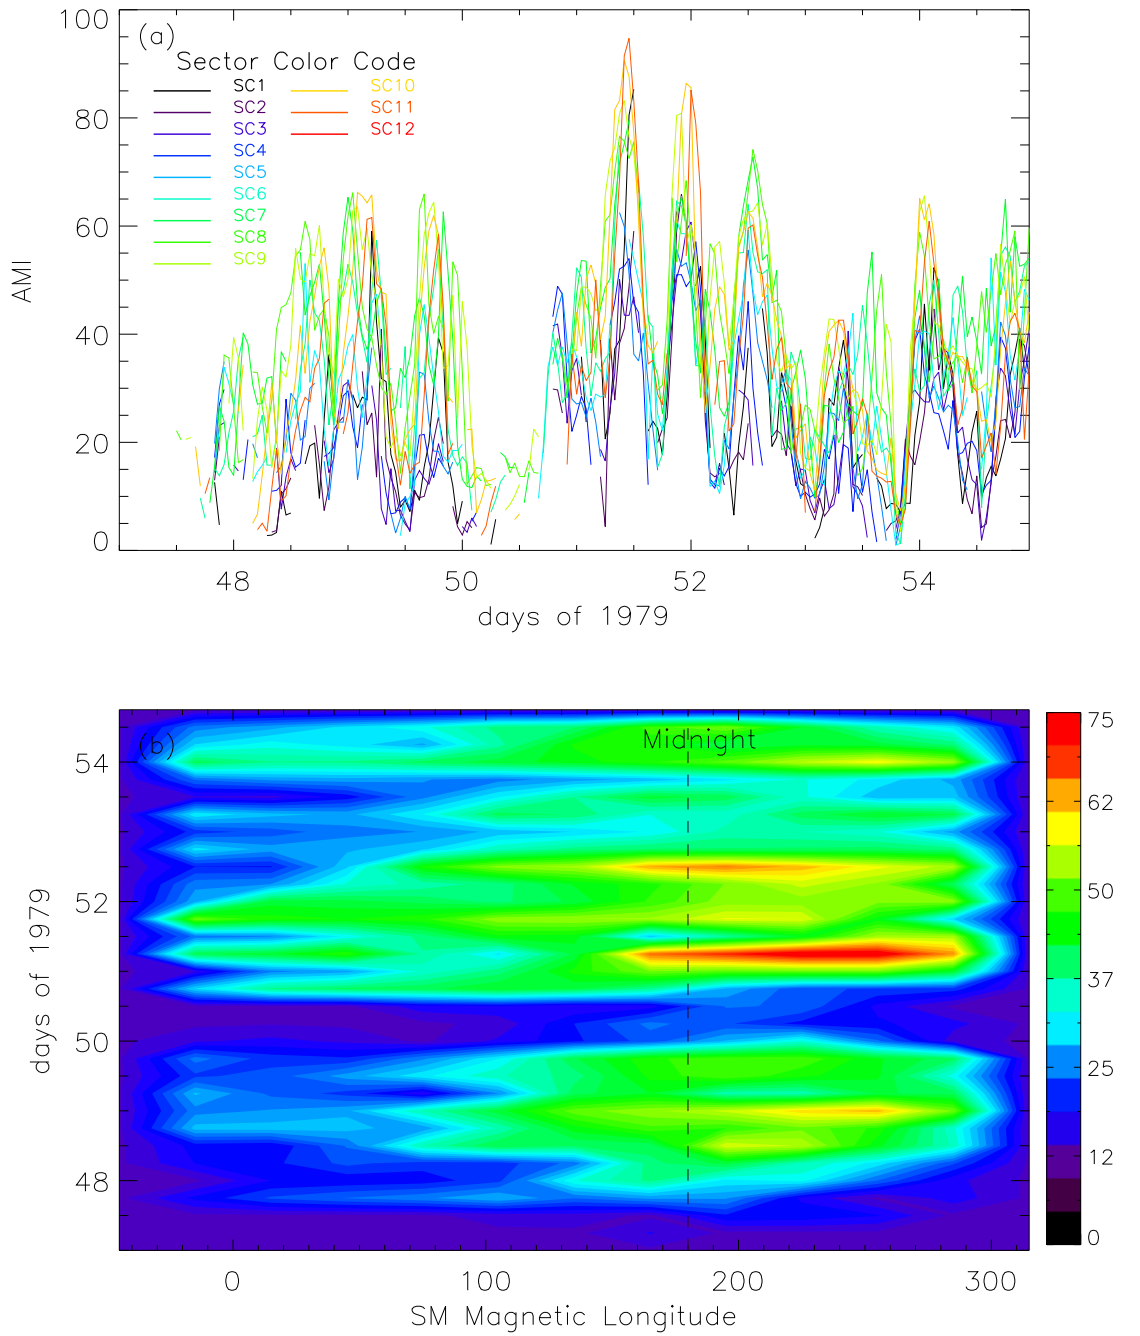 100
(a)
Sector Color Code
SC1 SC10
SC2 SC11
SC3 SC12
SC4
SC5
SC6
SC7
SC8
SC9
80
60
40
20
0
AMI
48 50 52 54
days of 1979
(b)
Midnight
54
52
50
48
days of 1979
0 100 200 300
SM Magnetic Longitude
75
62
50
37
25
12
0